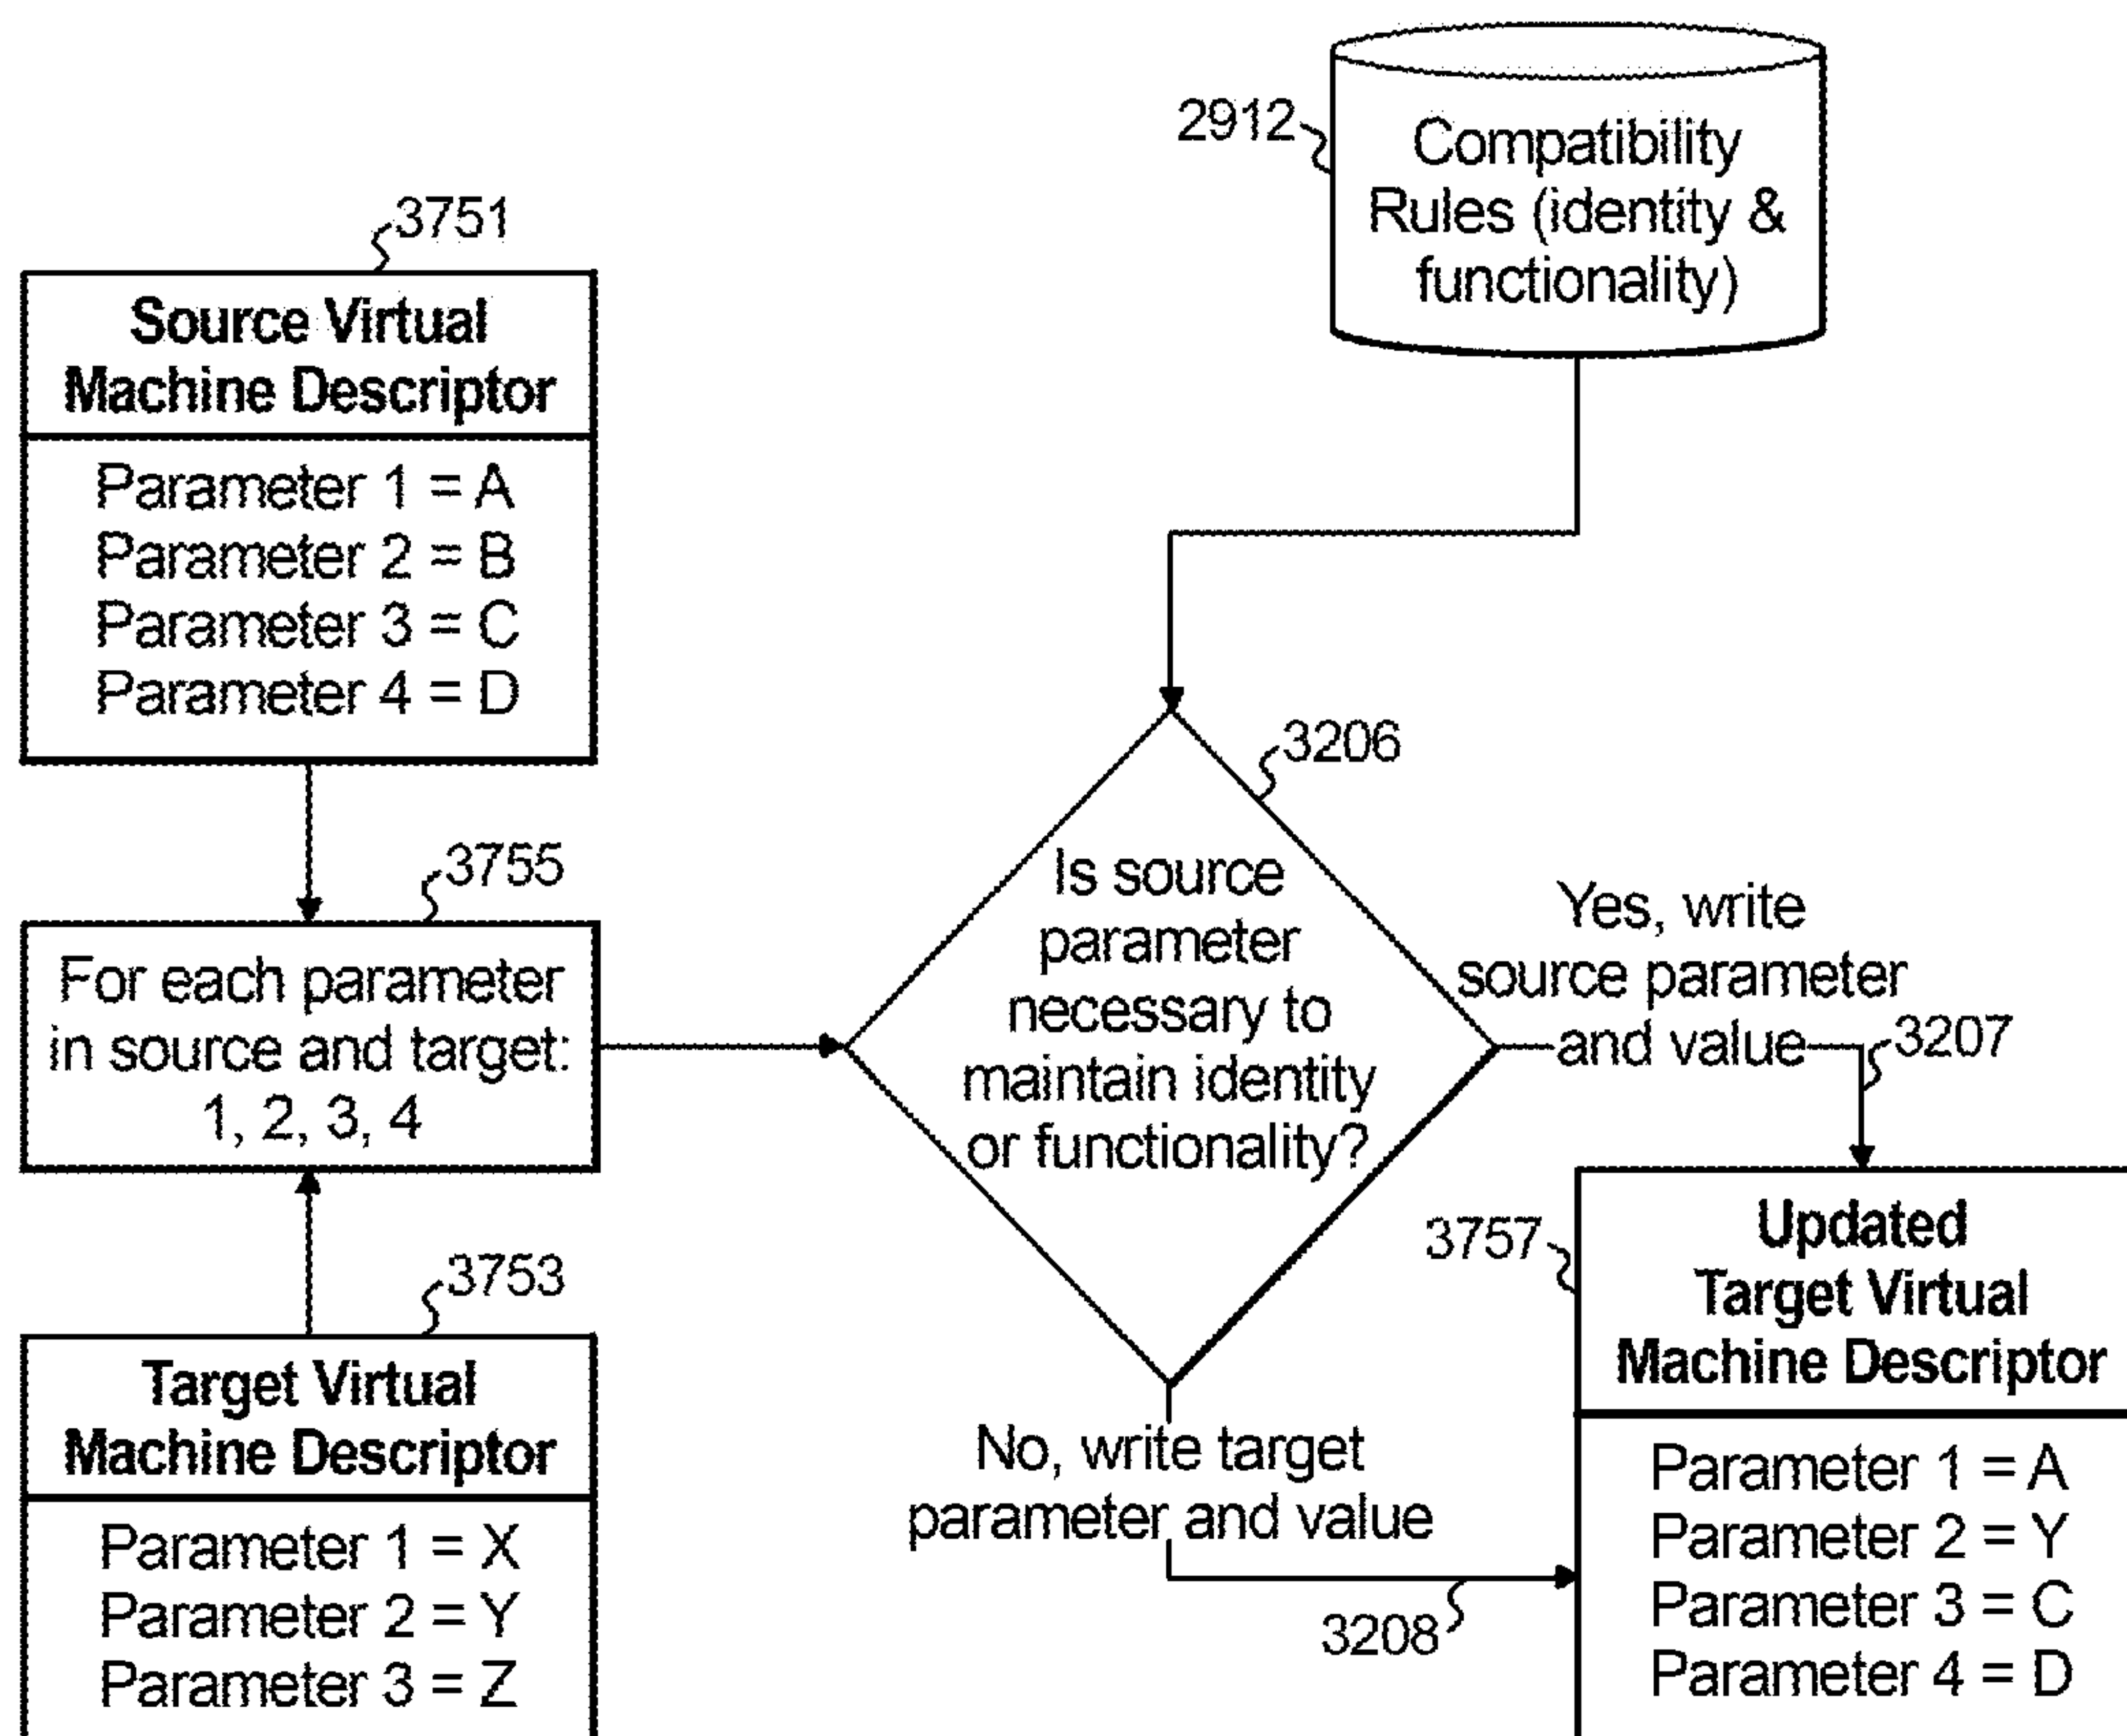 2912
Compatibility
Rules (identity &
functionality)
3751
Source Virtual
Machine Descriptor
Parameter 1 = A
Parameter 2 = B
Parameter 3 = C
Parameter 4 = D
3755
For each parameter
in source and target:
1, 2, 3, 4
3753
Target Virtual
Machine Descriptor
Parameter 1 = X
Parameter 2 = Y
Parameter 3 = Z
3206
Is source
parameter
necessary to
maintain identity
or functionality?
Yes, write
source parameter
and value
3207
No, write target
parameter and value
3208
3757
Updated
Target Virtual
Machine Descriptor
Parameter 1 = A
Parameter 2 = Y
Parameter 3 = C
Parameter 4 = D